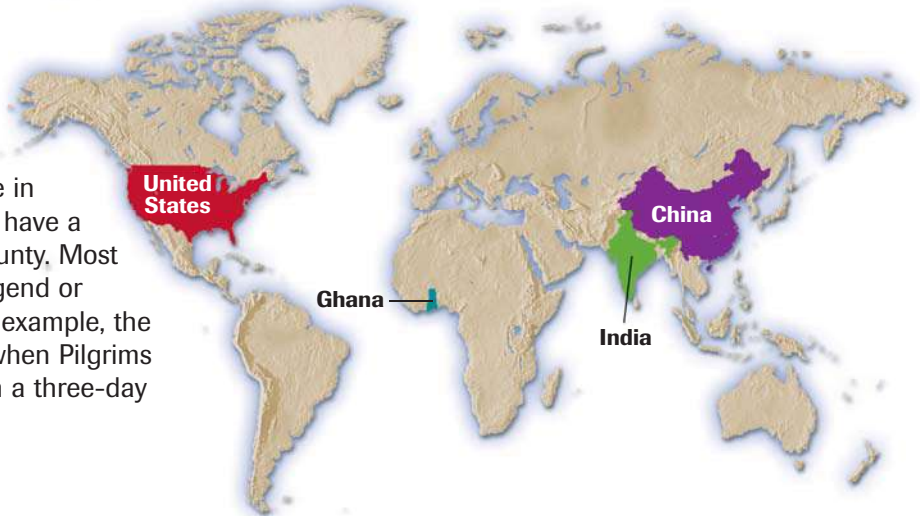 e in
have a
unty. Most
gend or
example, the
when Pilgrims
a three-day
United
States
Ghana
China
India